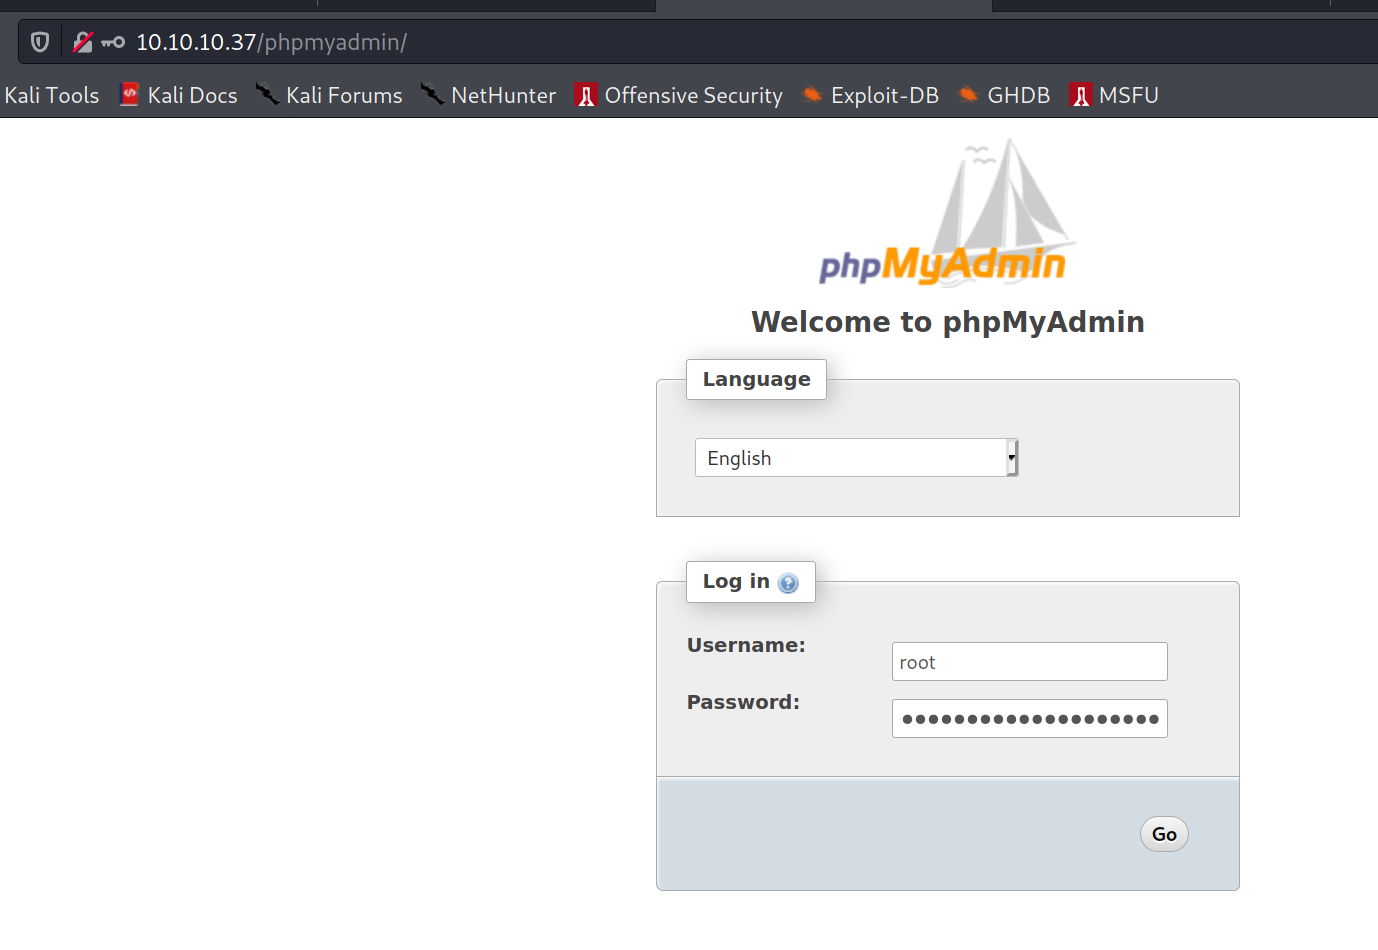 10.10.10.37/phpmyadmin/
Kali Tools Kali Docs Kali Forums NetHunter Offensive Security Exploit-DB GHDB MSFU
phpMyAdmin
Welcome to phpMyAdmin
Language
English
Log in ?
Username: root
Password: ••••••••••••••••••••
Go